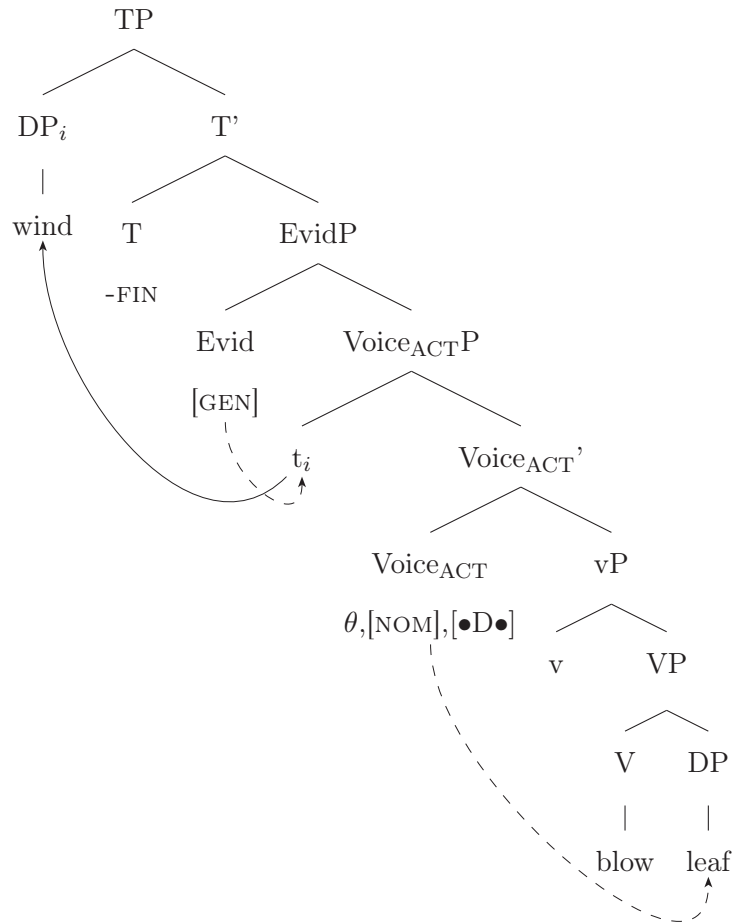 TP
DPi T'
wind T EvidP
-FIN
Evid VoiceACTP
[GEN]
ti VoiceACT'
VoiceACT vP
θ,[NOM],[●D●]
v VP
V DP
blow leaf